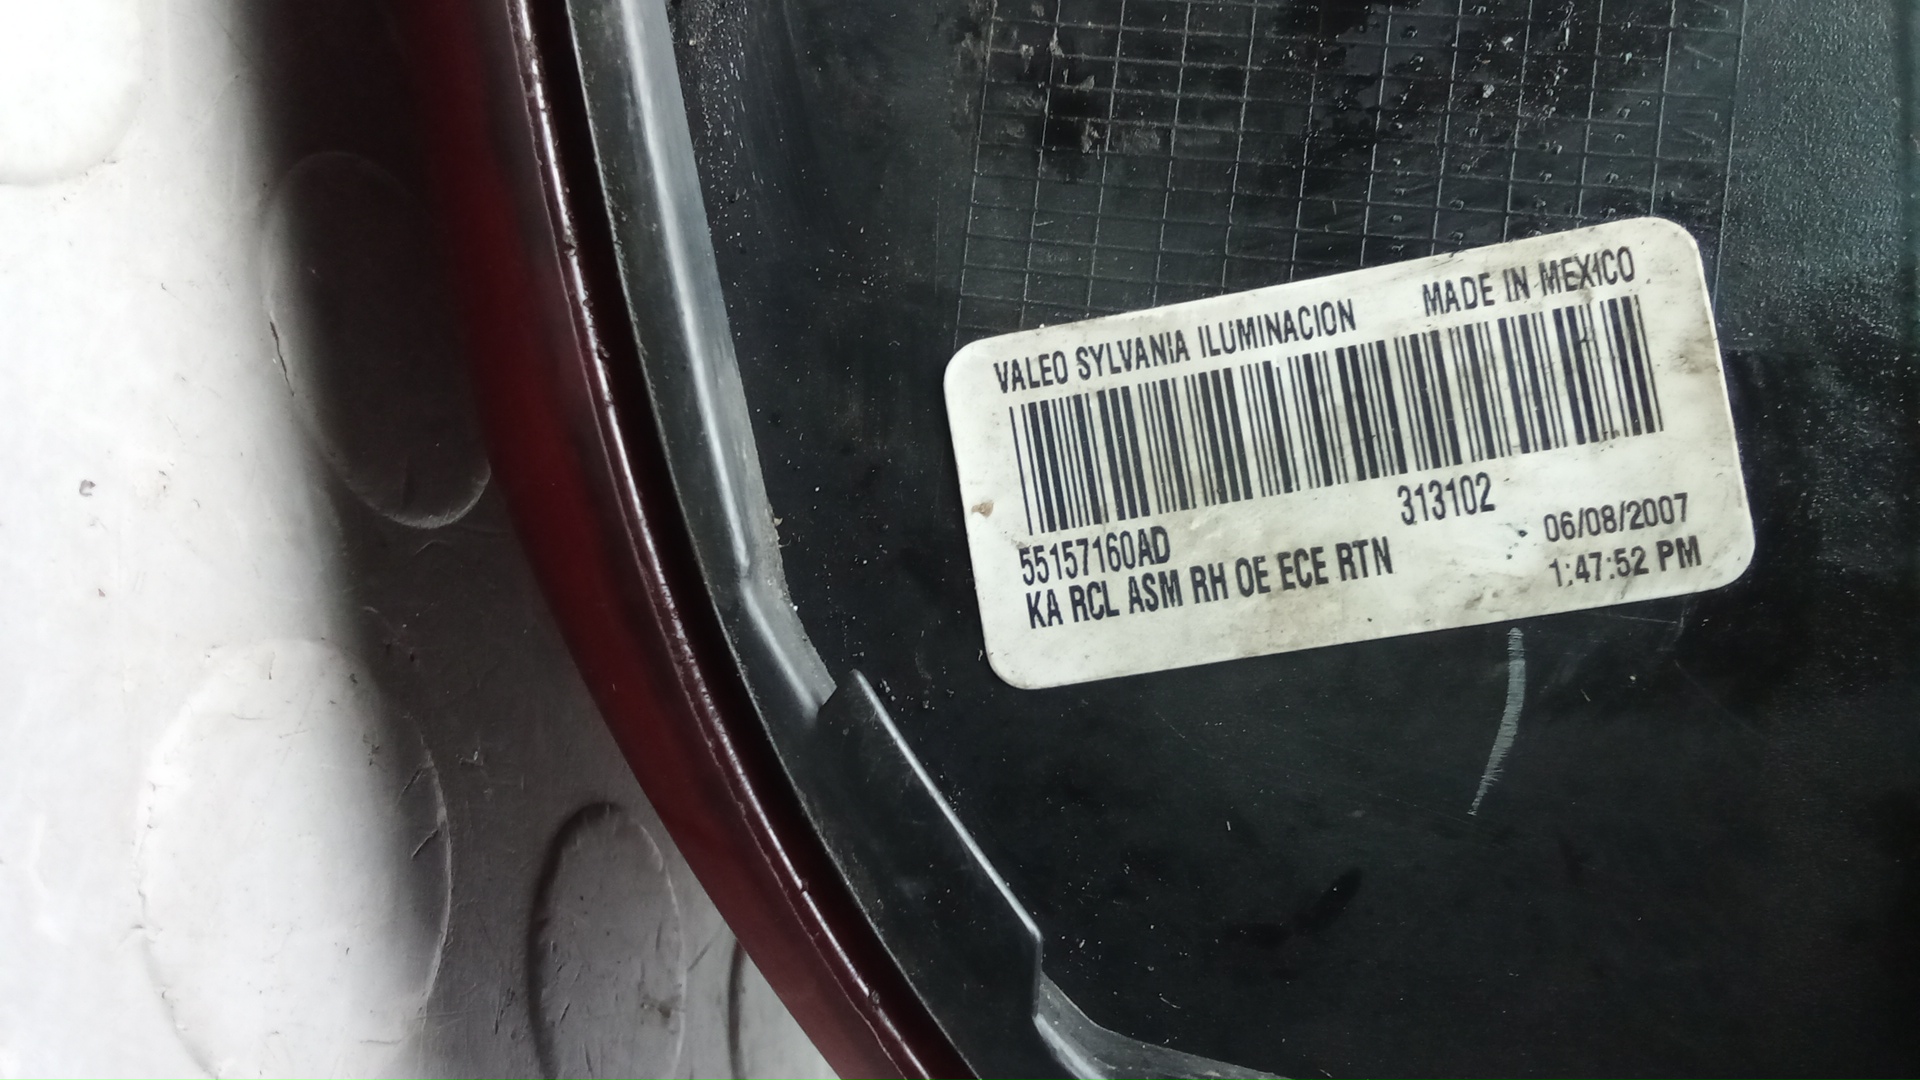 VALEO SYLVANIA ILUMINACION MADE IN MEXICO
313102
55157160AD 06/08/2007
KA RCL ASM RH OE ECE RTN 1:47:52 PM